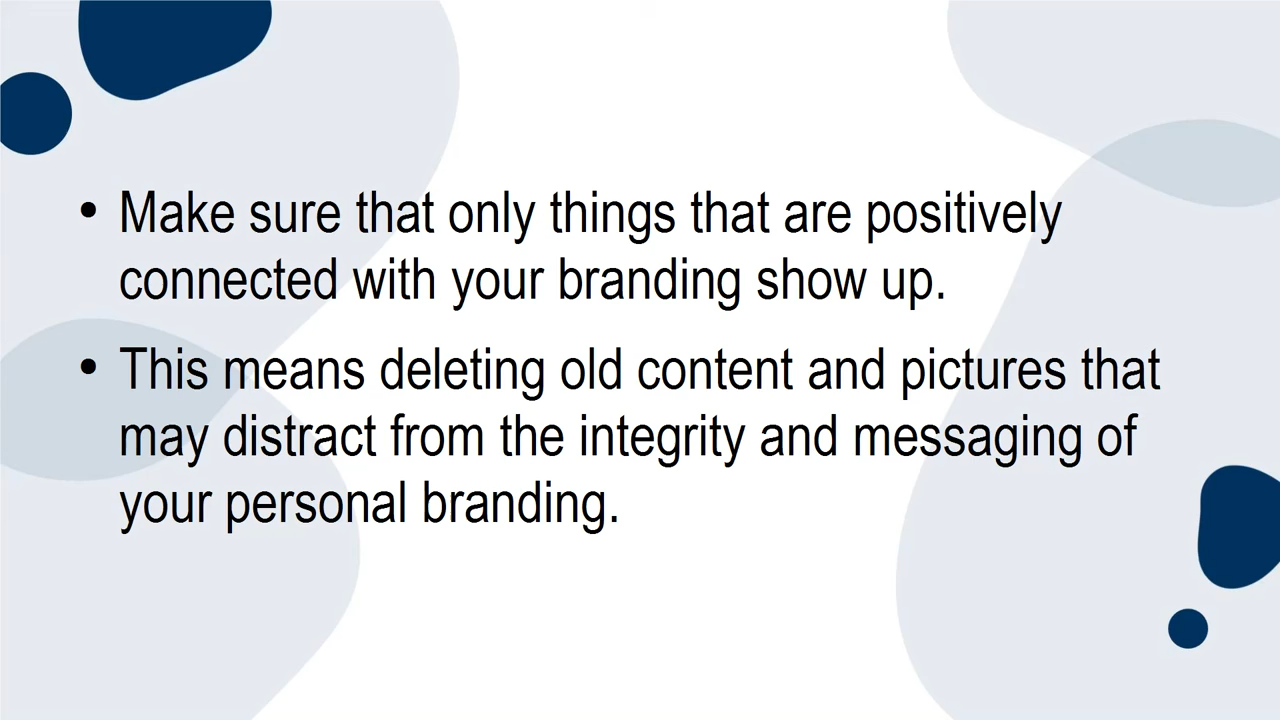 • Make sure that only things that are positively
connected with your branding show up.
• This means deleting old content and pictures that
may distract from the integrity and messaging of
your personal branding.